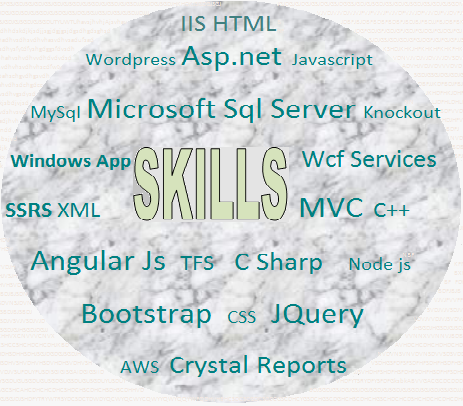 IIS HTML
Wordpress Asp.net Javascript
MySql Microsoft Sql Server Knockout
Windows App SKILLS Wcf Services
SSRS XML MVC C++
Angular Js TFS C Sharp Node js
Bootstrap CSS JQuery
AWS Crystal Reports